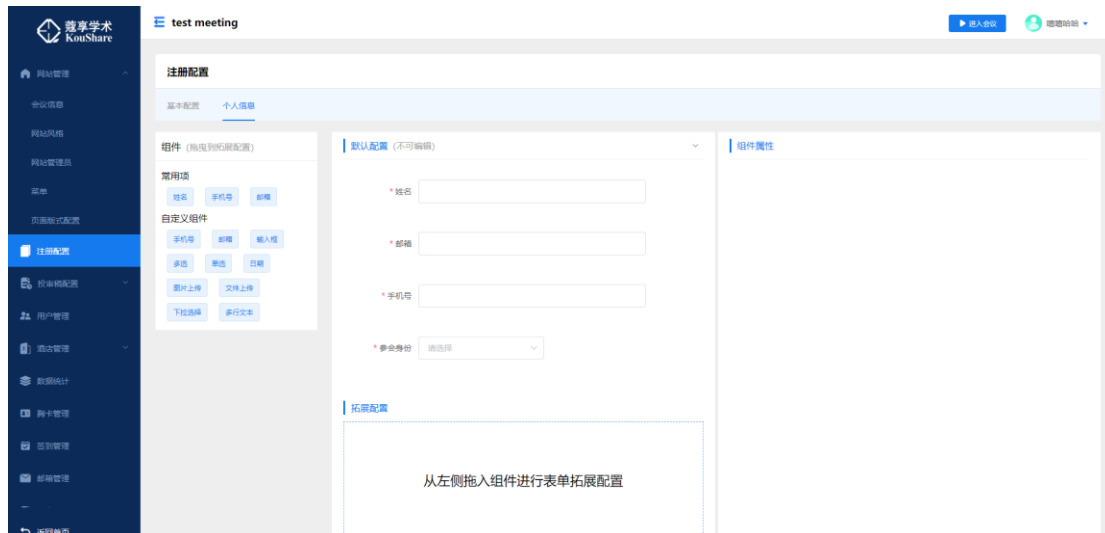 蔻享学术
KouShare
test meeting
进入会议
嘻嘻哈哈
网站管理
会议信息
网站风格
网站管理员
菜单
页面版式配置
注册配置
投审稿配置
用户管理
酒店管理
数据统计
胸卡管理
签到管理
邮箱管理
返回首页
注册配置
基本配置 个人信息
组件 (拖拽到拓展配置)
常用项
姓名 手机号 邮箱
自定义组件
手机号 邮箱 输入框
多选 单选 日期
图片上传 文件上传
下拉选择 多行文本
默认配置 (不可编辑)
* 姓名
* 邮箱
* 手机号
* 参会身份 请选择
拓展配置
从左侧拖入组件进行表单拓展配置
组件属性